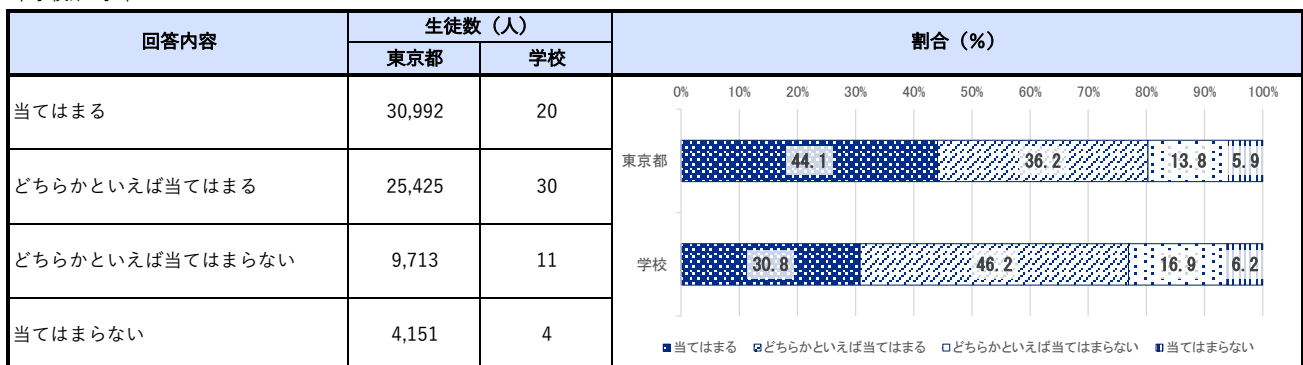 回答内容
生徒数（人）
割合（%）
東京都 学校
当てはまる 30,992 20
どちらかといえば当てはまる 25,425 30
どちらかといえば当てはまらない 9,713 11
当てはまらない 4,151 4
0% 10% 20% 30% 40% 50% 60% 70% 80% 90% 100%
東京都 44.1 36.2 13.8 5.9
学校 30.8 46.2 16.9 6.2
当てはまる どちらかといえば当てはまる どちらかといえば当てはまらない 当てはまらない